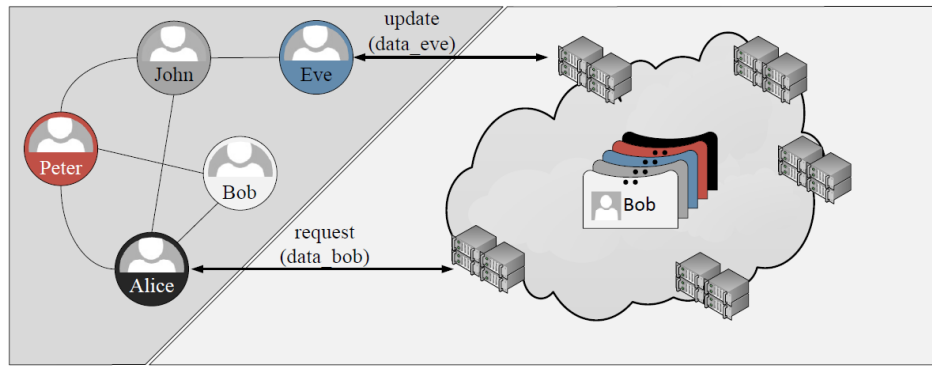 John
Eve
update
(data_eve)
Peter
Bob
Bob
request
(data_bob)
Alice